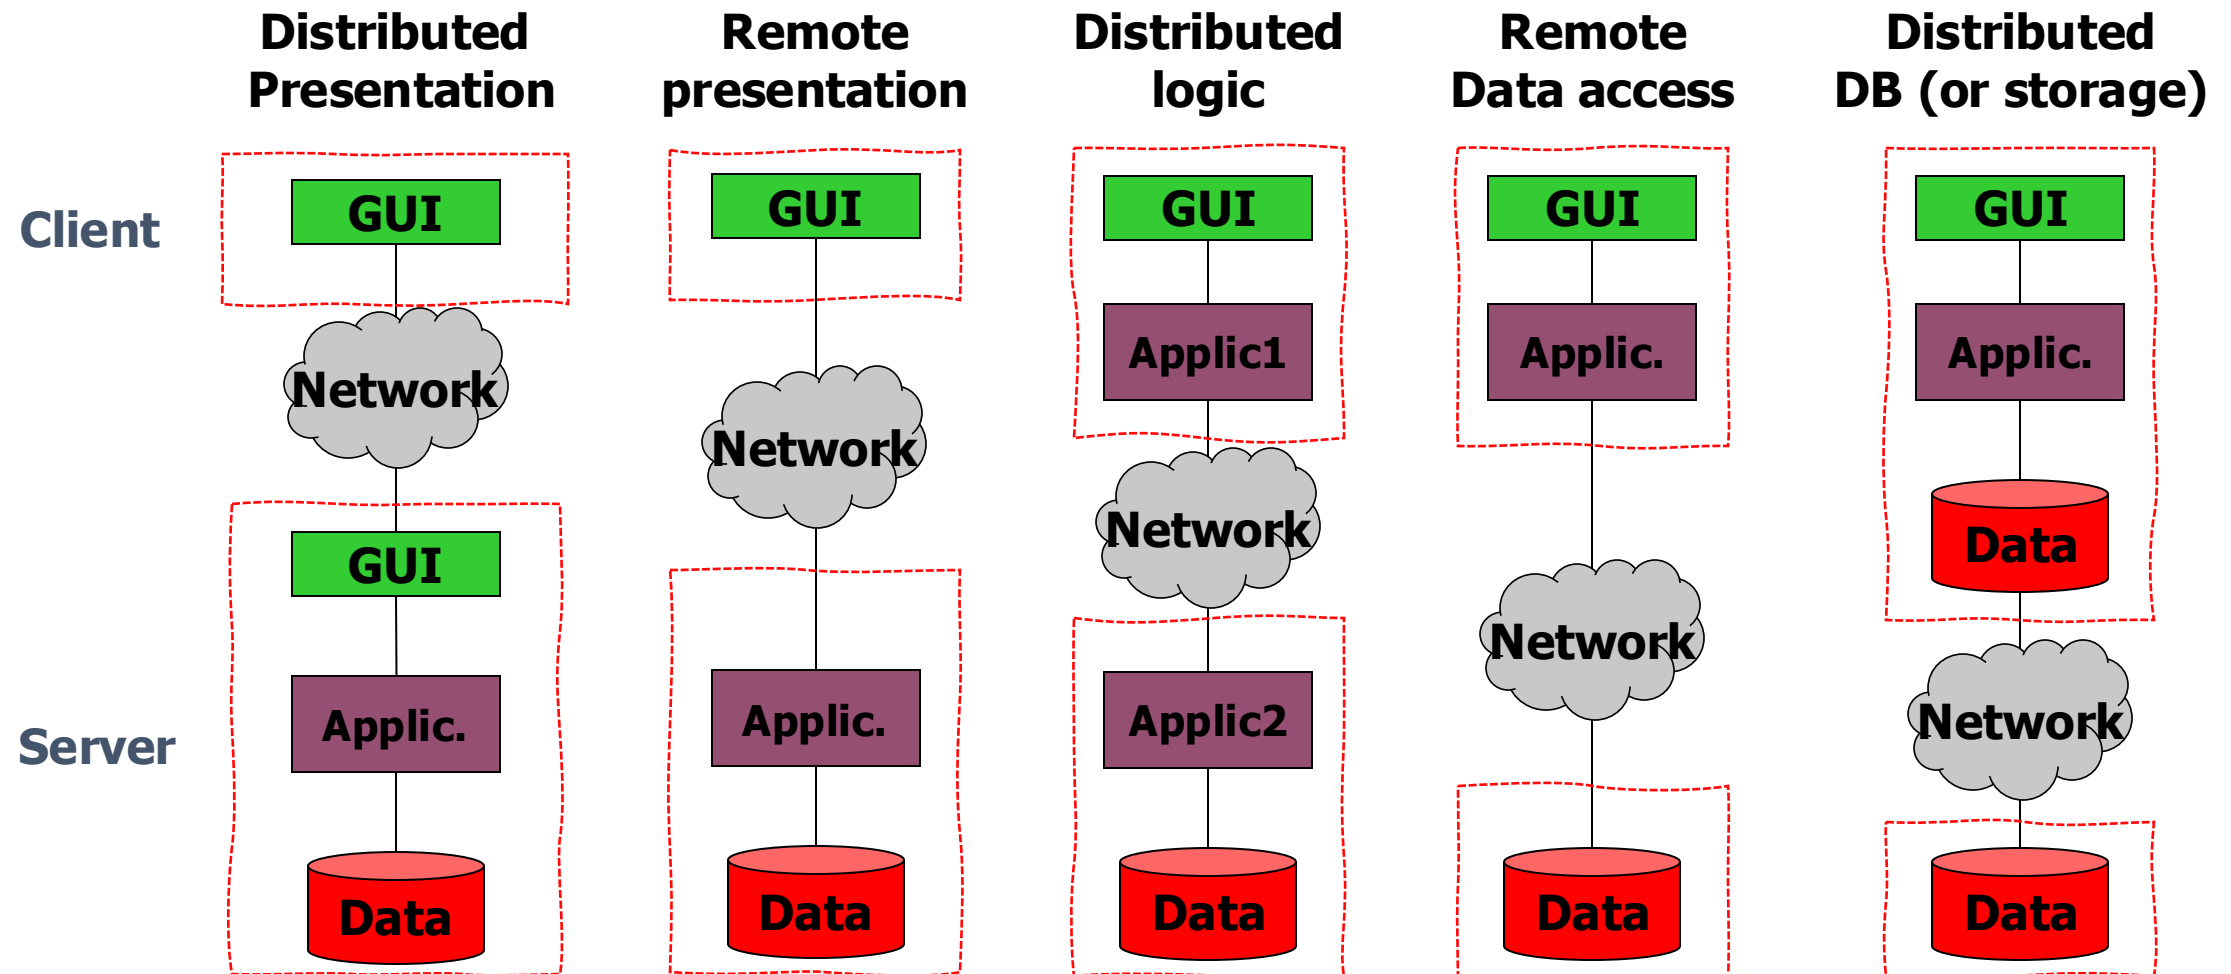 Distributed
Presentation
Remote
presentation
Distributed
logic
Remote
Data access
Distributed
DB (or storage)
Client
Server
GUI
Network
GUI
Applic.
Data
GUI
Network
Applic.
Data
GUI
Applic1
Network
Applic2
Data
GUI
Applic.
Network
Data
GUI
Applic.
Data
Network
Data